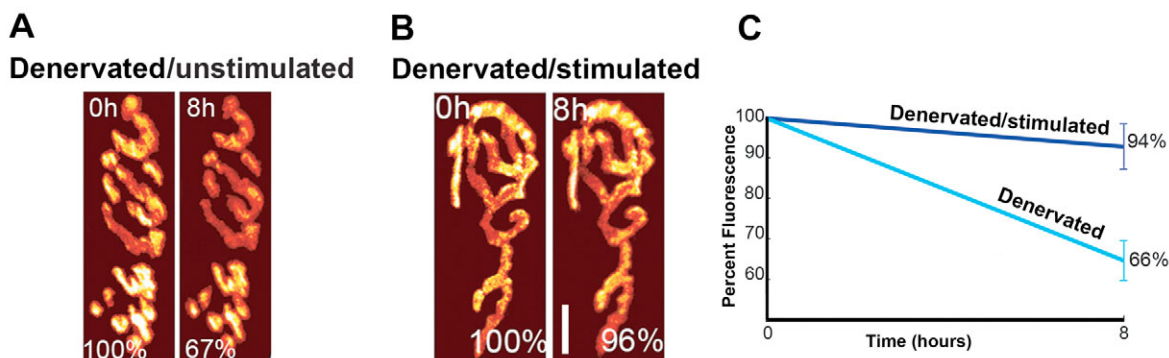 A
Denervated/unstimulated
0h
8h
100%
67%
B
Denervated/stimulated
0h
8h
100%
96%
C
Percent Fluorescence
100
90
80
70
60
Denervated/stimulated
94%
Denervated
66%
0
8
Time (hours)